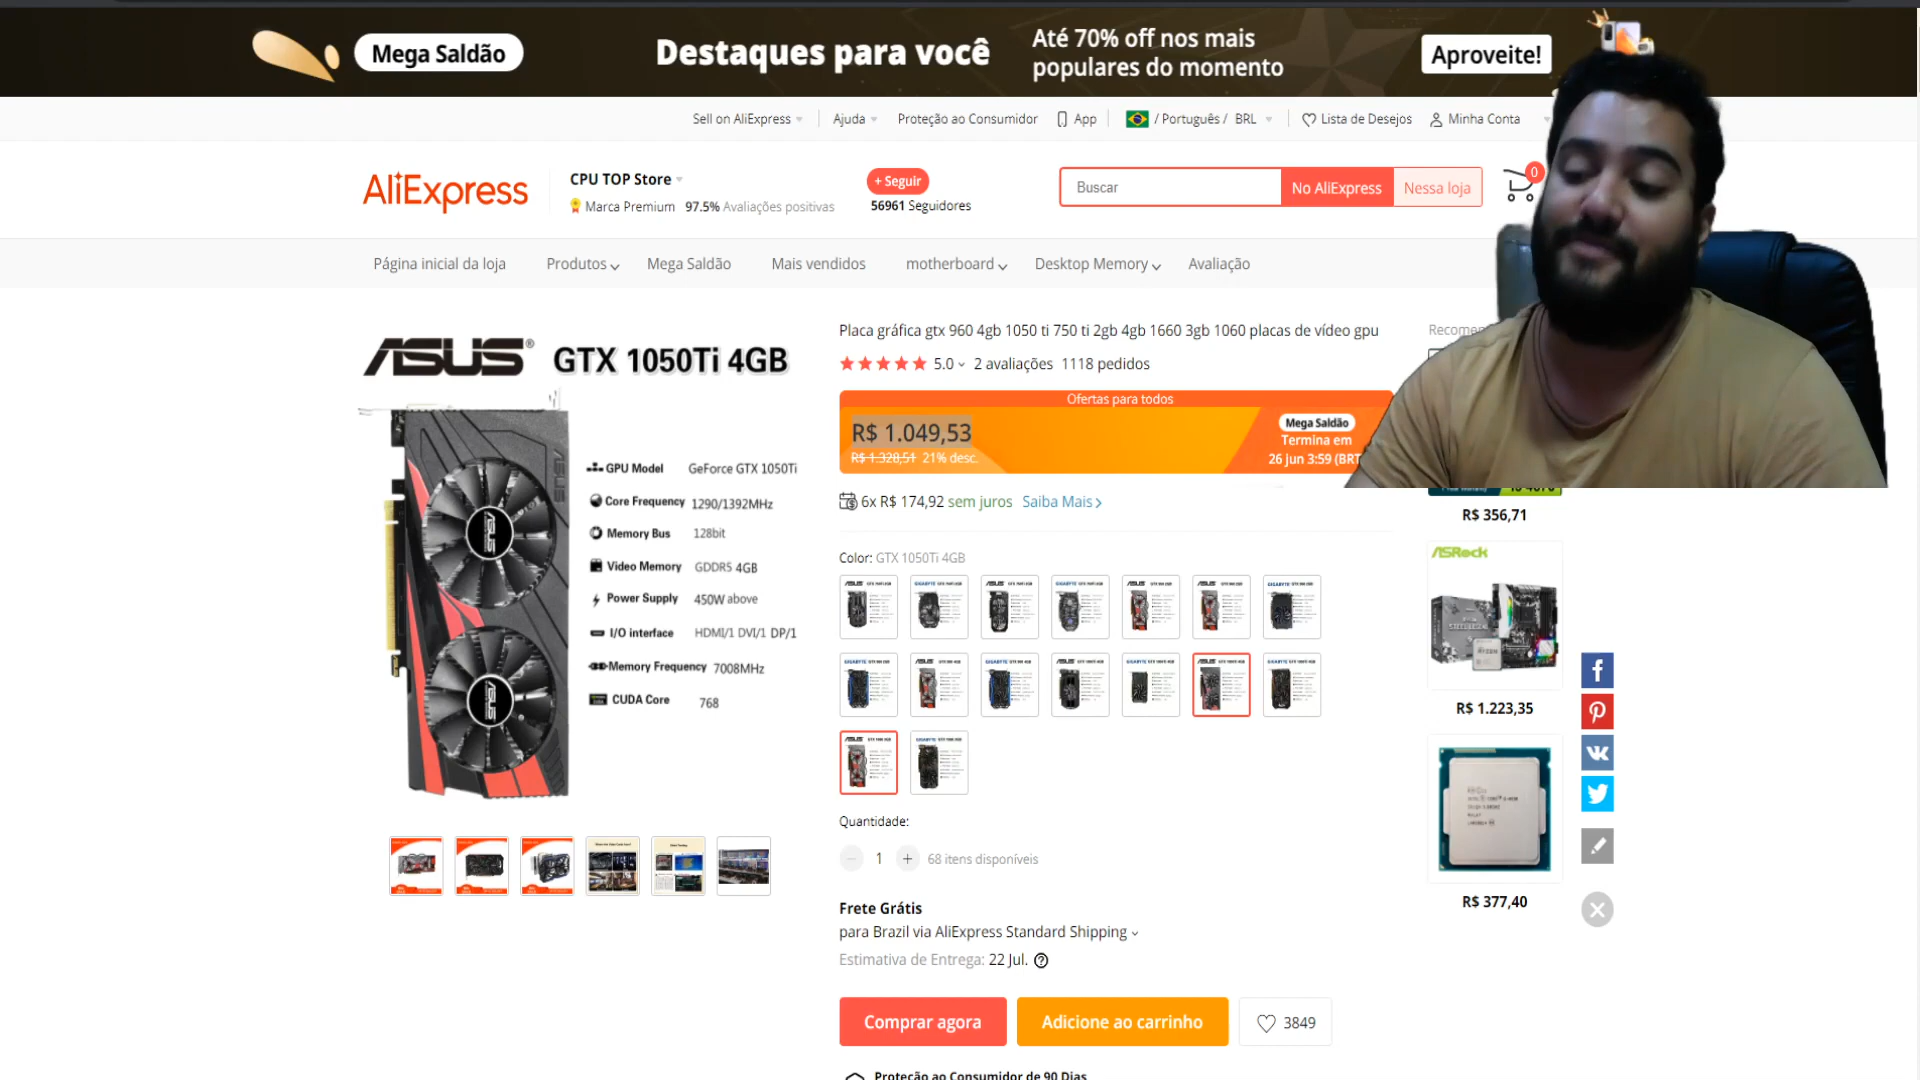 Mega Saldão
Destaques para você
Até 70% off nos mais
populares do momento
Aproveite!
Sell on AliExpress
Ajuda
Proteção ao Consumidor
App
/ Português / BRL
Lista de Desejos
Minha Conta
AliExpress
CPU TOP Store
Marca Premium 97.5% Avaliações positivas
+ Seguir
56961 Seguidores
Buscar
No AliExpress
Nessa loja
0
Página inicial da loja
Produtos
Mega Saldão
Mais vendidos
motherboard
Desktop Memory
Avaliação
ASUS® GTX 1050Ti 4GB
GPU Model GeForce GTX 1050Ti
Core Frequency 1290/1392MHz
Memory Bus 128bit
Video Memory GDDR5 4GB
Power Supply 450W above
I/O interface HDMI/1 DVI/1 DP/1
Memory Frequency 7008MHz
CUDA Core 768
ASUS
ASUS
Placa gráfica gtx 960 4gb 1050 ti 750 ti 2gb 4gb 1660 3gb 1060 placas de vídeo gpu
5.0 2 avaliações 1118 pedidos
Ofertas para todos
R$ 1.049,53
R$ 1.328,51 21% desc.
Mega Saldão
Termina em
26 jun 3:59 (BRT
6x R$ 174,92 sem juros Saiba Mais
Color: GTX 1050Ti 4GB
Quantidade:
1
68 itens disponíveis
Frete Grátis
para Brazil via AliExpress Standard Shipping
Estimativa de Entrega: 22 Jul.
Comprar agora
Adicione ao carrinho
3849
Proteção ao Consumidor de 90 Dias
Recomen
R$ 356,71
ASRock
R$ 1.223,35
R$ 377,40